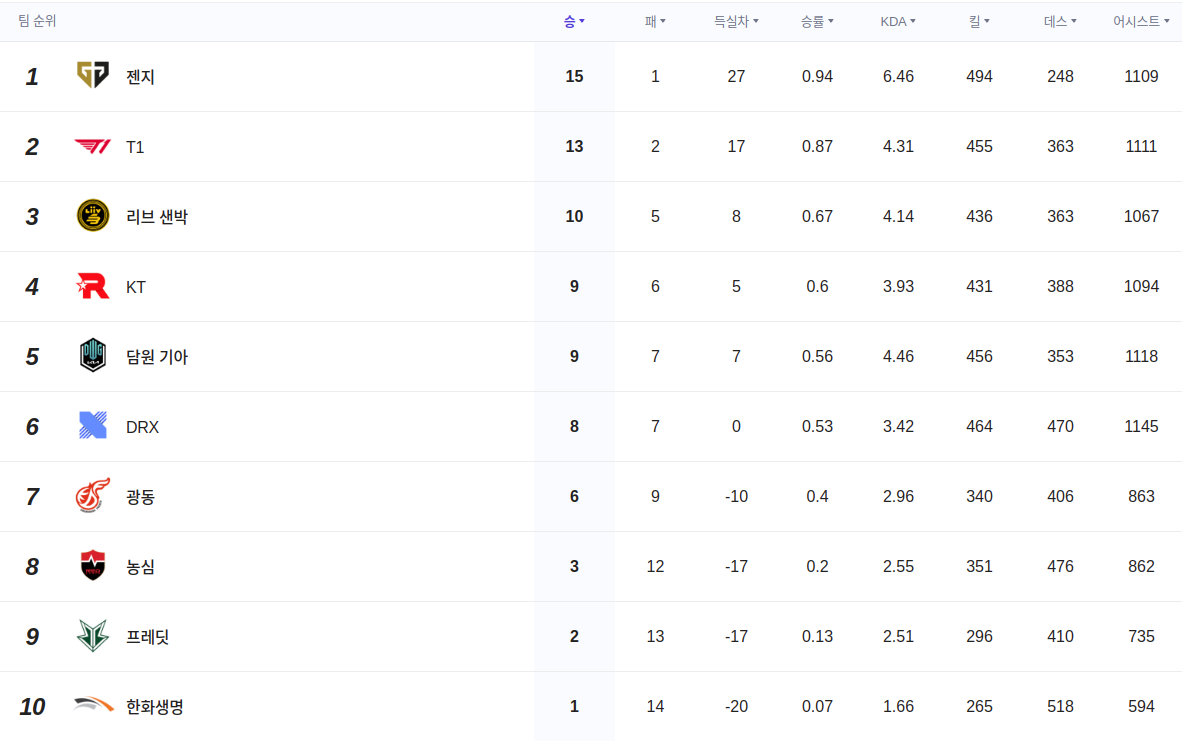 팀 순위 승 패 득실차 승률 KDA 킬 데스 어시스트
1 젠지 15 1 27 0.94 6.46 494 248 1109
2 T1 13 2 17 0.87 4.31 455 363 1111
3 리브 샌박 10 5 8 0.67 4.14 436 363 1067
4 KT 9 6 5 0.6 3.93 431 388 1094
5 담원 기아 9 7 7 0.56 4.46 456 353 1118
6 DRX 8 7 0 0.53 3.42 464 470 1145
7 광동 6 9 -10 0.4 2.96 340 406 863
8 농심 3 12 -17 0.2 2.55 351 476 862
9 프레딧 2 13 -17 0.13 2.51 296 410 735
10 한화생명 1 14 -20 0.07 1.66 265 518 594